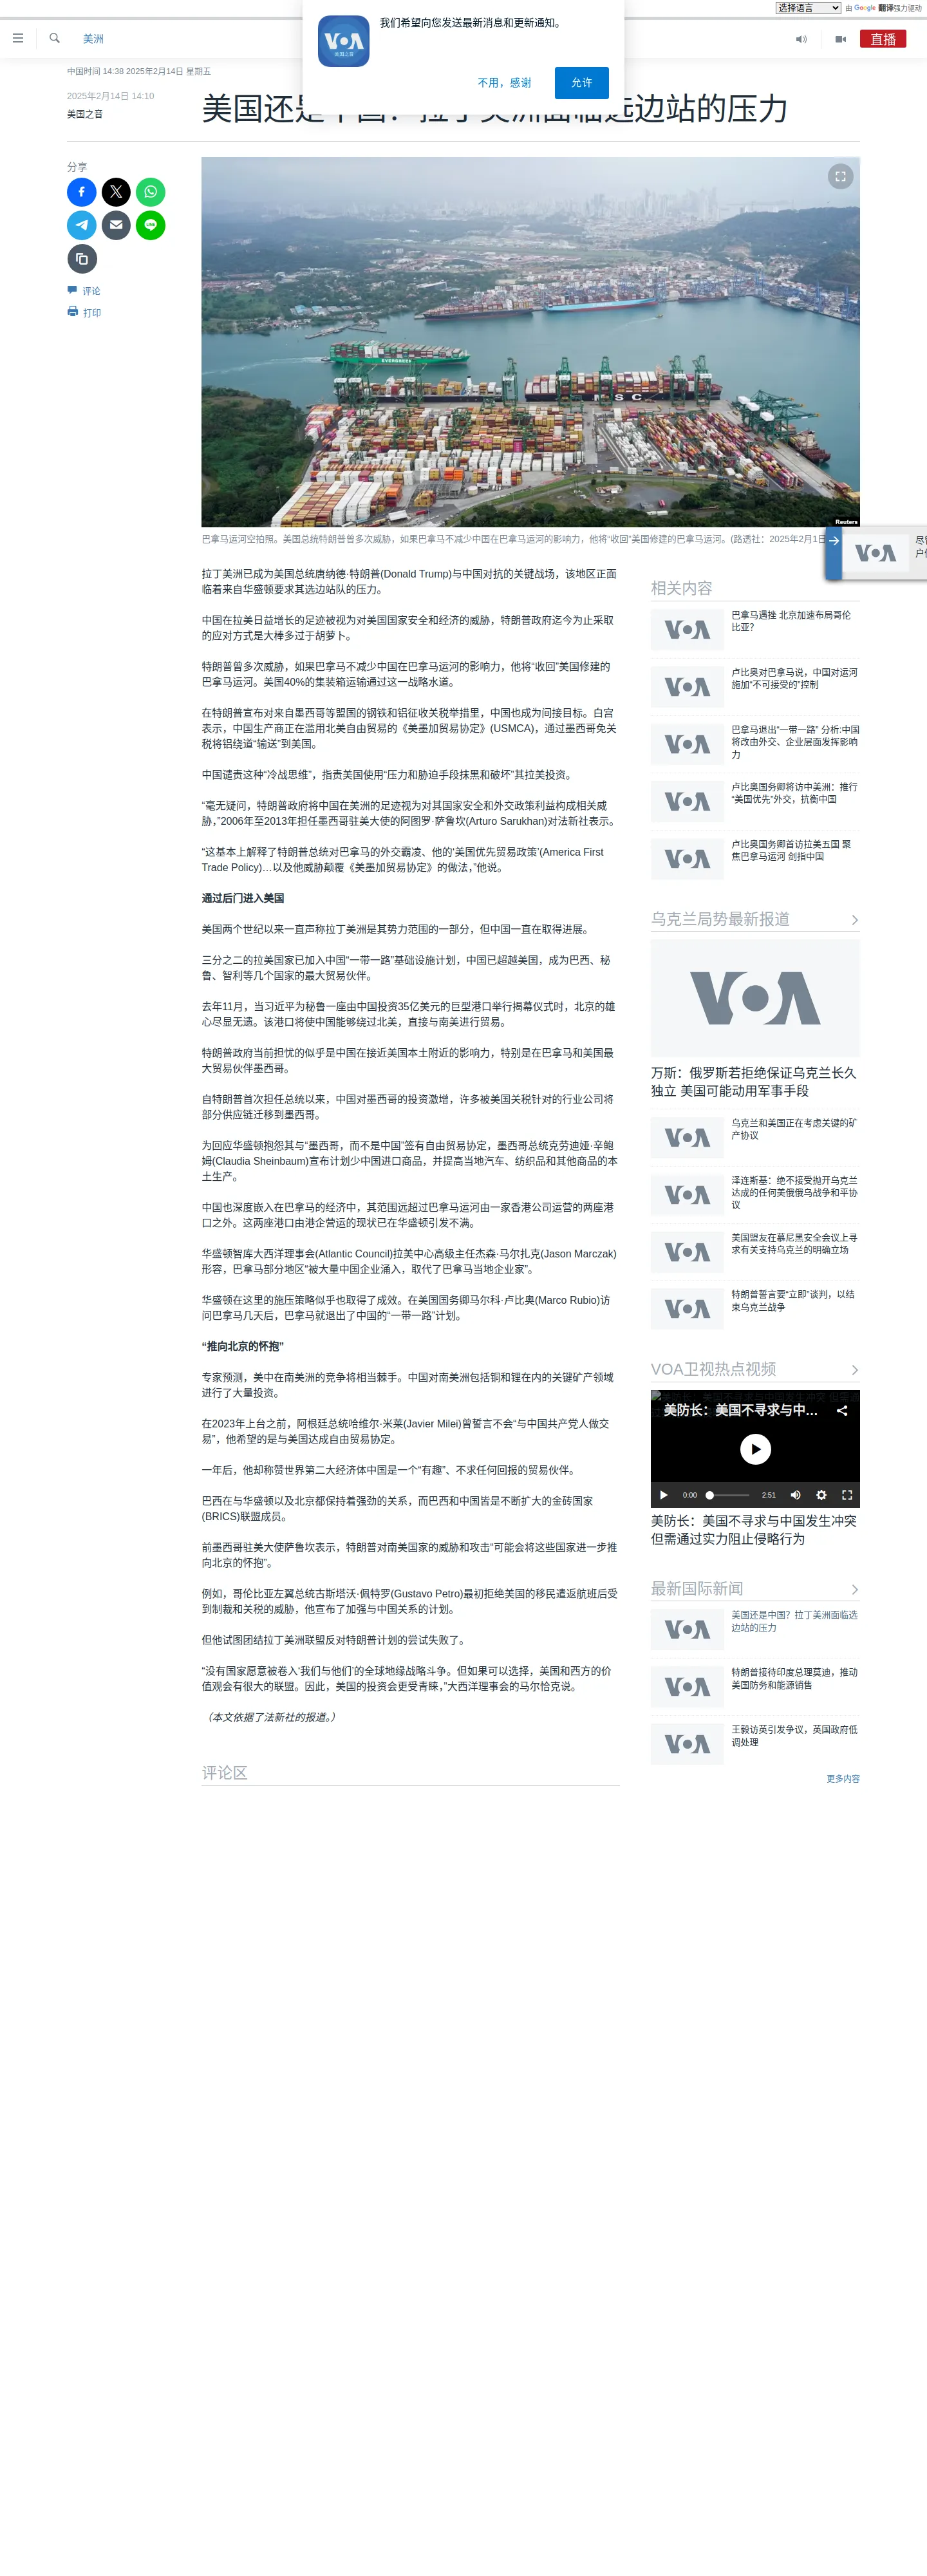 选择语言
由 Google 翻译强力驱动
我们希望向您发送最新消息和更新通知。
VOA
美国之音
不用，感谢
允许
美洲
直播
中国时间 14:38 2025年2月14日 星期五
2025年2月14日 14:10
美国之音
美国还是中国？拉丁美洲面临选边站的压力
分享
评论
打印
MSC
Reuters
巴拿马运河空拍照。美国总统特朗普曾多次威胁，如果巴拿马不减少中国在巴拿马运河的影响力，他将“收回”美国修建的巴拿马运河。(路透社：2025年2月1日
拉丁美洲已成为美国总统唐纳德·特朗普(Donald Trump)与中国对抗的关键战场，该地区正面
临着来自华盛顿要求其选边站队的压力。
中国在拉美日益增长的足迹被视为对美国国家安全和经济的威胁，特朗普政府迄今为止采取
的应对方式是大棒多过于胡萝卜。
特朗普曾多次威胁，如果巴拿马不减少中国在巴拿马运河的影响力，他将“收回”美国修建的
巴拿马运河。美国40%的集装箱运输通过这一战略水道。
在特朗普宣布对来自墨西哥等盟国的钢铁和铝征收关税举措里，中国也成为间接目标。白宫
表示，中国生产商正在滥用北美自由贸易的《美墨加贸易协定》(USMCA)，通过墨西哥免关
税将铝绕道“输送”到美国。
中国谴责这种“冷战思维”，指责美国使用“压力和胁迫手段抹黑和破坏”其拉美投资。
“毫无疑问，特朗普政府将中国在美洲的足迹视为对其国家安全和外交政策利益构成相关威
胁，”2006年至2013年担任墨西哥驻美大使的阿图罗·萨鲁坎(Arturo Sarukhan)对法新社表示。
“这基本上解释了特朗普总统对巴拿马的外交霸凌、他的‘美国优先贸易政策’(America First
Trade Policy)…以及他威胁颠覆《美墨加贸易协定》的做法，”他说。
通过后门进入美国
美国两个世纪以来一直声称拉丁美洲是其势力范围的一部分，但中国一直在取得进展。
三分之二的拉美国家已加入中国“一带一路”基础设施计划，中国已超越美国，成为巴西、秘
鲁、智利等几个国家的最大贸易伙伴。
去年11月，当习近平为秘鲁一座由中国投资35亿美元的巨型港口举行揭幕仪式时，北京的雄
心尽显无遗。该港口将使中国能够绕过北美，直接与南美进行贸易。
特朗普政府当前担忧的似乎是中国在接近美国本土附近的影响力，特别是在巴拿马和美国最
大贸易伙伴墨西哥。
自特朗普首次担任总统以来，中国对墨西哥的投资激增，许多被美国关税针对的行业公司将
部分供应链迁移到墨西哥。
为回应华盛顿抱怨其与“墨西哥，而不是中国”签有自由贸易协定，墨西哥总统克劳迪娅·辛鲍
姆(Claudia Sheinbaum)宣布计划少中国进口商品，并提高当地汽车、纺织品和其他商品的本
土生产。
中国也深度嵌入在巴拿马的经济中，其范围远超过巴拿马运河由一家香港公司运营的两座港
口之外。这两座港口由港企营运的现状已在华盛顿引发不满。
华盛顿智库大西洋理事会(Atlantic Council)拉美中心高级主任杰森·马尔扎克(Jason Marczak)
形容，巴拿马部分地区“被大量中国企业涌入，取代了巴拿马当地企业家”。
华盛顿在这里的施压策略似乎也取得了成效。在美国国务卿马尔科·卢比奥(Marco Rubio)访
问巴拿马几天后，巴拿马就退出了中国的“一带一路”计划。
“推向北京的怀抱”
专家预测，美中在南美洲的竞争将相当棘手。中国对南美洲包括铜和锂在内的关键矿产领域
进行了大量投资。
在2023年上台之前，阿根廷总统哈维尔·米莱(Javier Milei)曾誓言不会“与中国共产党人做交
易”，他希望的是与美国达成自由贸易协定。
一年后，他却称赞世界第二大经济体中国是一个“有趣”、不求任何回报的贸易伙伴。
巴西在与华盛顿以及北京都保持着强劲的关系，而巴西和中国皆是不断扩大的金砖国家
(BRICS)联盟成员。
前墨西哥驻美大使萨鲁坎表示，特朗普对南美国家的威胁和攻击“可能会将这些国家进一步推
向北京的怀抱”。
例如，哥伦比亚左翼总统古斯塔沃·佩特罗(Gustavo Petro)最初拒绝美国的移民遣返航班后受
到制裁和关税的威胁，他宣布了加强与中国关系的计划。
但他试图团结拉丁美洲联盟反对特朗普计划的尝试失败了。
“没有国家愿意被卷入‘我们与他们’的全球地缘战略斗争。但如果可以选择，美国和西方的价
值观会有很大的联盟。因此，美国的投资会更受青睐，”大西洋理事会的马尔恰克说。
（本文依据了法新社的报道。）
评论区
尽管
户仍
相关内容
巴拿马遇挫 北京加速布局哥伦
比亚？
卢比奥对巴拿马说，中国对运河
施加“不可接受的”控制
巴拿马退出“一带一路” 分析:中国
将改由外交、企业层面发挥影响
力
卢比奥国务卿将访中美洲：推行
“美国优先”外交，抗衡中国
卢比奥国务卿首访拉美五国 聚
焦巴拿马运河 剑指中国
乌克兰局势最新报道
VOA
万斯：俄罗斯若拒绝保证乌克兰长久
独立 美国可能动用军事手段
乌克兰和美国正在考虑关键的矿
产协议
泽连斯基：绝不接受抛开乌克兰
达成的任何美俄俄乌战争和平协
议
美国盟友在慕尼黑安全会议上寻
求有关支持乌克兰的明确立场
特朗普誓言要“立即”谈判，以结
束乌克兰战争
VOA卫视热点视频
美防长：美国不寻求与中…
0:00
2:51
美防长：美国不寻求与中国发生冲突
但需通过实力阻止侵略行为
最新国际新闻
美国还是中国？拉丁美洲面临选
边站的压力
特朗普接待印度总理莫迪，推动
美国防务和能源销售
王毅访英引发争议，英国政府低
调处理
更多内容